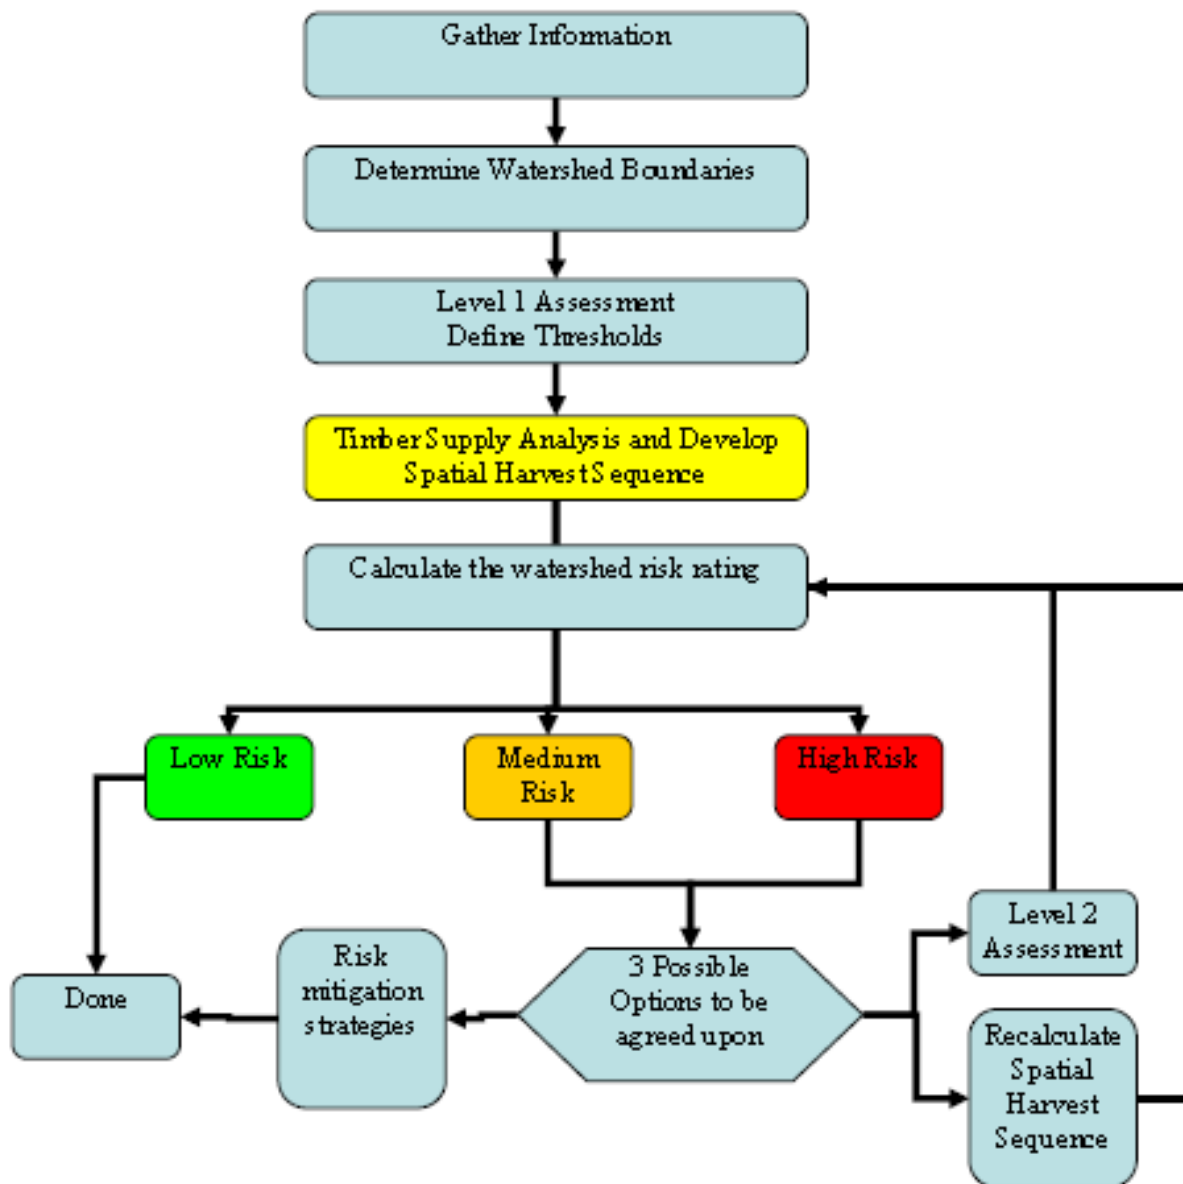 Gather Information
Determine Watershed Boundaries
Level 1 Assessment
Define Thresholds
Timber Supply Analysis and Develop
Spatial Harvest Sequence
Calculate the watershed risk rating
Low Risk
Medium
Risk
High Risk
Level 2
Assessment
Risk
mitigation
strategies
3 Possible
Options to be
agreed upon
Done
Recalculate
Spatial
Harvest
Sequence